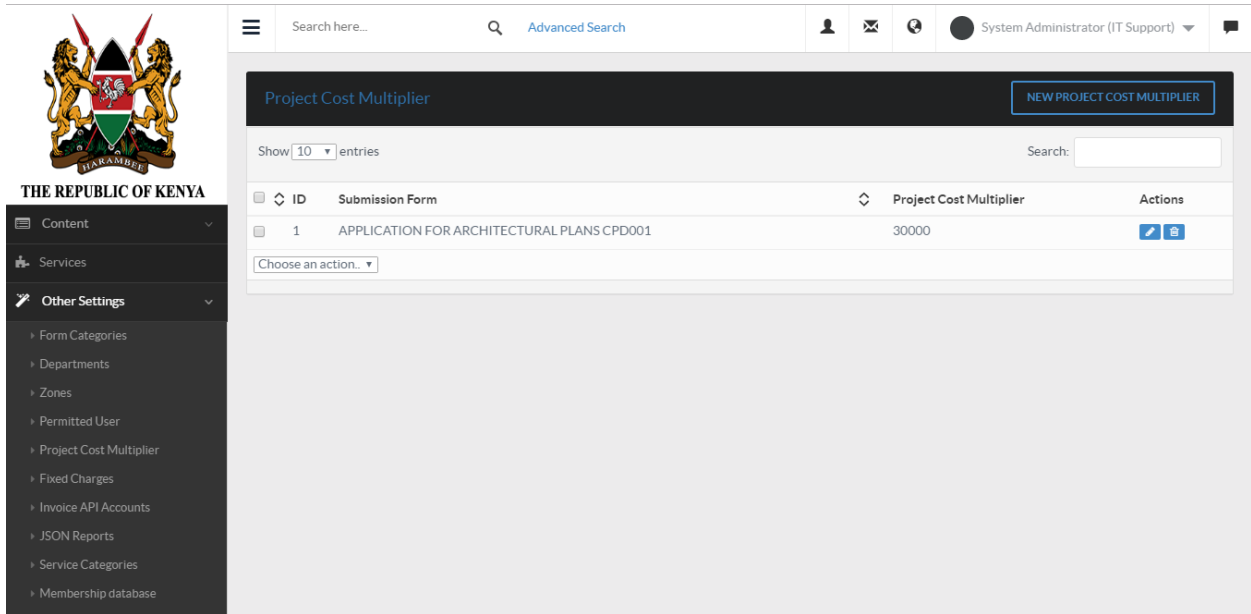 HARAMBEE
THE REPUBLIC OF KENYA
Content
Services
Other Settings
Form Categories
Departments
Zones
Permitted User
Project Cost Multiplier
Fixed Charges
Invoice API Accounts
JSON Reports
Service Categories
Membership database
Search here... Advanced Search System Administrator (IT Support)
Project Cost Multiplier NEW PROJECT COST MULTIPLIER
Show 10 entries Search:
ID Submission Form Project Cost Multiplier Actions
1 APPLICATION FOR ARCHITECTURAL PLANS CPD001 30000
Choose an action..